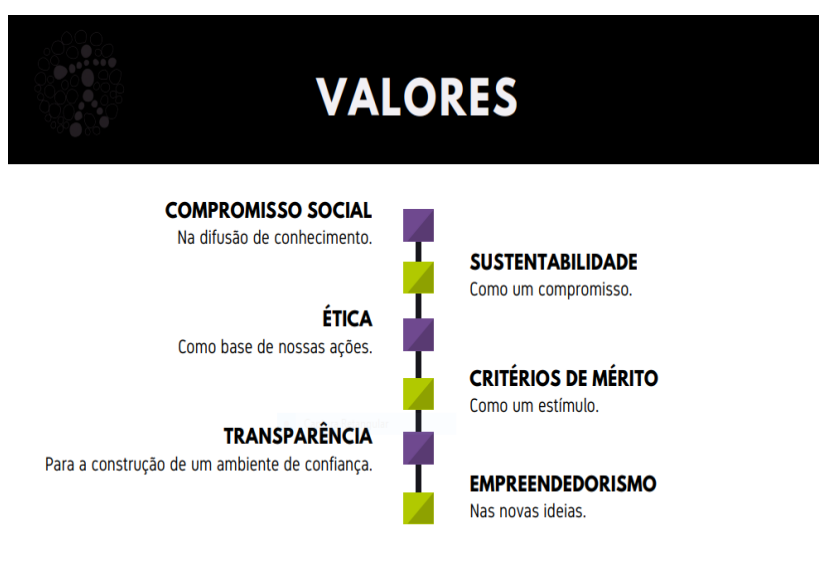 VALORES
COMPROMISSO SOCIAL
Na difusão de conhecimento.
SUSTENTABILIDADE
Como um compromisso.
ÉTICA
Como base de nossas ações.
CRITÉRIOS DE MÉRITO
Como um estímulo.
TRANSPARÊNCIA
Para a construção de um ambiente de confiança.
EMPREENDEDORISMO
Nas novas ideias.